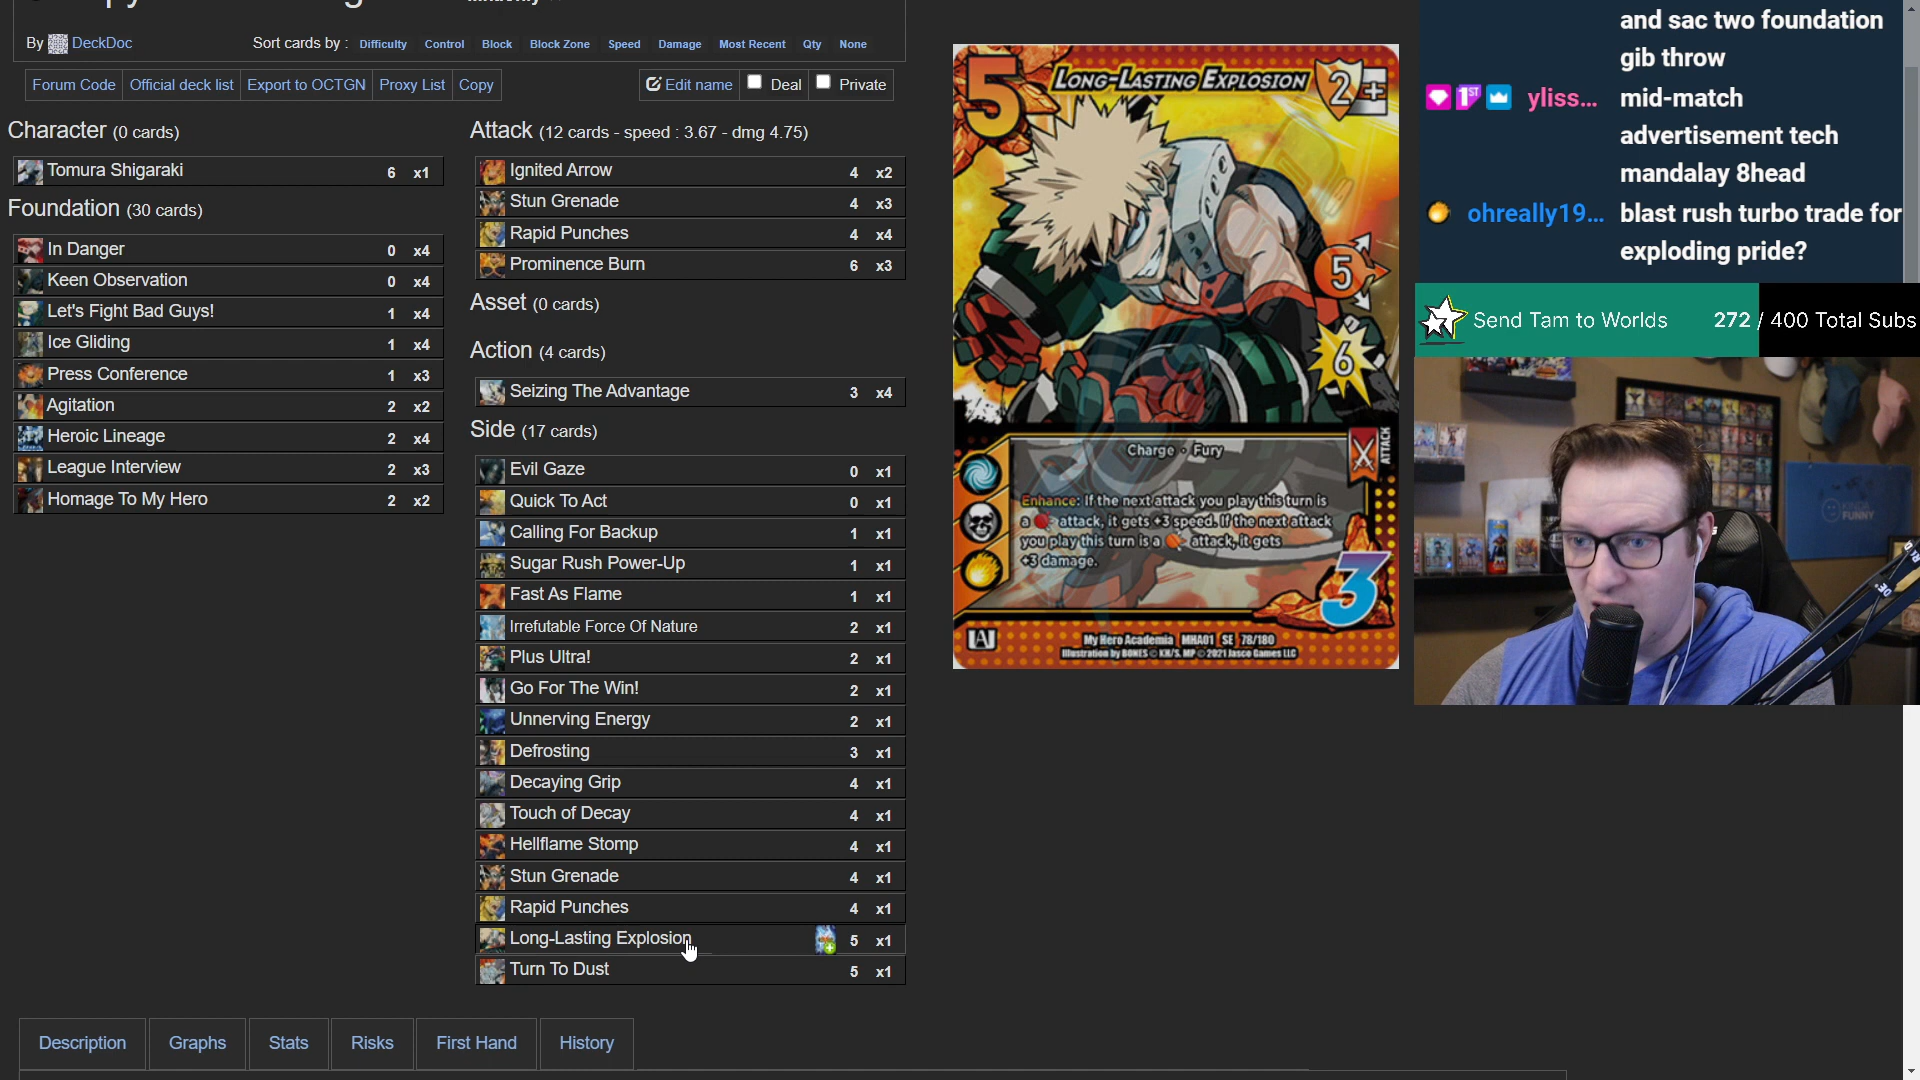 By DeckDoc
Sort cards by : Difficulty Control Block Block Zone Speed Damage Most Recent Qty None
Forum Code Official deck list Export to OCTGN Proxy List Copy
Edit name Deal Private
Character (0 cards)
Tomura Shigaraki 6 x1
Foundation (30 cards)
In Danger 0 x4
Keen Observation 0 x4
Let's Fight Bad Guys! 1 x4
Ice Gliding 1 x4
Press Conference 1 x3
Agitation 2 x2
Heroic Lineage 2 x4
League Interview 2 x3
Homage To My Hero 2 x2
Attack (12 cards - speed : 3.67 - dmg 4.75)
Ignited Arrow 4 x2
Stun Grenade 4 x3
Rapid Punches 4 x4
Prominence Burn 6 x3
Asset (0 cards)
Action (4 cards)
Seizing The Advantage 3 x4
Side (17 cards)
Evil Gaze 0 x1
Quick To Act 0 x1
Calling For Backup 1 x1
Sugar Rush Power-Up 1 x1
Fast As Flame 1 x1
Irrefutable Force Of Nature 2 x1
Plus Ultra! 2 x1
Go For The Win! 2 x1
Unnerving Energy 2 x1
Defrosting 3 x1
Decaying Grip 4 x1
Touch of Decay 4 x1
Hellflame Stomp 4 x1
Stun Grenade 4 x1
Rapid Punches 4 x1
Long-Lasting Explosion 5 x1
Turn To Dust 5 x1
Description Graphs Stats Risks First Hand History
5 Long-Lasting Explosion 2+
5
6
ATTACK
Charge • Fury
Enhance: If the next attack you play this turn is
a attack, it gets +3 speed. If the next attack
you play this turn is a attack, it gets
+3 damage.
3
My Hero Academia MHA01 SE 78/180
Illustration by BONES © KH/S, MP © 2021 Jasco Games LLC
and sac two foundation
gib throw
1ST yliss... mid-match
advertisement tech
mandalay 8head
ohreally19... blast rush turbo trade for
exploding pride?
Send Tam to Worlds 272 / 400 Total Subs
KINDA
FUNNY